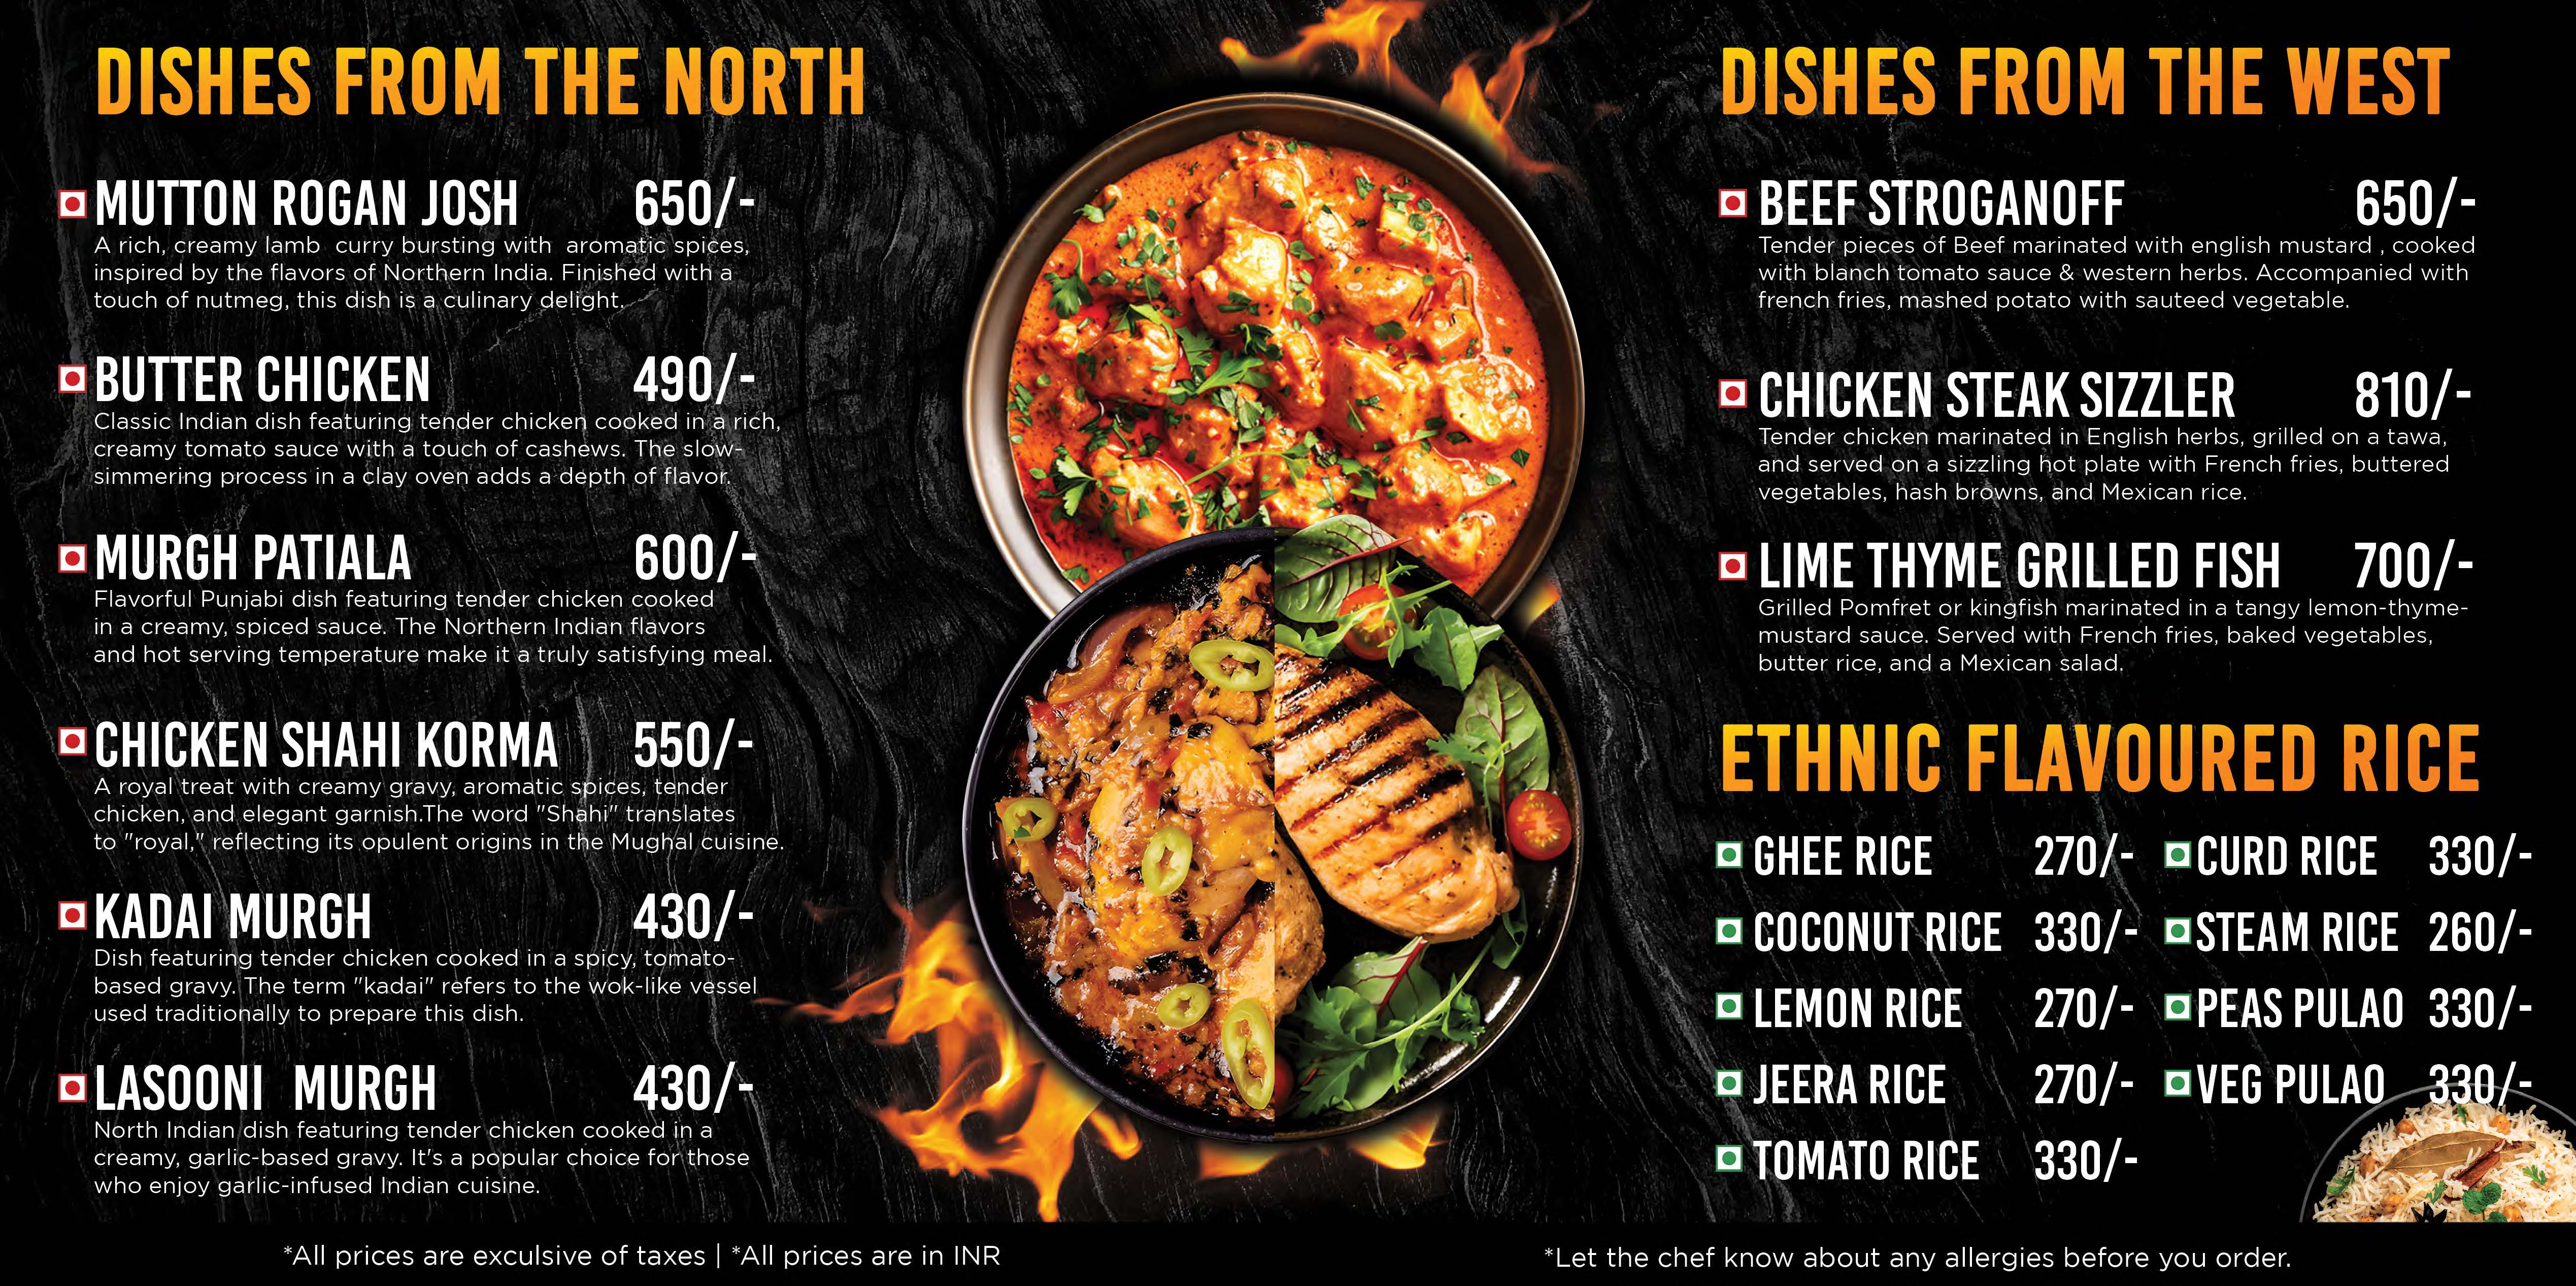 DISHES FROM THE NORTH
MUTTON ROGAN JOSH 650/-
A rich, creamy lamb curry bursting with aromatic spices,
inspired by the flavors of Northern India. Finished with a
touch of nutmeg, this dish is a culinary delight.
BUTTER CHICKEN 490/-
Classic Indian dish featuring tender chicken cooked in a rich,
creamy tomato sauce with a touch of cashews. The slow-
simmering process in a clay oven adds a depth of flavor.
MURGH PATIALA 600/-
Flavorful Punjabi dish featuring tender chicken cooked
in a creamy, spiced sauce. The Northern Indian flavors
and hot serving temperature make it a truly satisfying meal.
CHICKEN SHAHI KORMA 550/-
A royal treat with creamy gravy, aromatic spices, tender
chicken, and elegant garnish.The word "Shahi" translates
to "royal," reflecting its opulent origins in the Mughal cuisine.
KADAI MURGH 430/-
Dish featuring tender chicken cooked in a spicy, tomato-
based gravy. The term "kadai" refers to the wok-like vessel
used traditionally to prepare this dish.
LASOONI MURGH 430/-
North Indian dish featuring tender chicken cooked in a
creamy, garlic-based gravy. It's a popular choice for those
who enjoy garlic-infused Indian cuisine.
DISHES FROM THE WEST
BEEF STROGANOFF 650/-
Tender pieces of Beef marinated with english mustard , cooked
with blanch tomato sauce & western herbs. Accompanied with
french fries, mashed potato with sauteed vegetable.
CHICKEN STEAK SIZZLER 810/-
Tender chicken marinated in English herbs, grilled on a tawa,
and served on a sizzling hot plate with French fries, buttered
vegetables, hash browns, and Mexican rice.
LIME THYME GRILLED FISH 700/-
Grilled Pomfret or kingfish marinated in a tangy lemon-thyme-
mustard sauce. Served with French fries, baked vegetables,
butter rice, and a Mexican salad.
ETHNIC FLAVOURED RICE
GHEE RICE 270/- CURD RICE 330/-
COCONUT RICE 330/- STEAM RICE 260/-
LEMON RICE 270/- PEAS PULAO 330/-
JEERA RICE 270/- VEG PULAO 330/-
TOMATO RICE 330/-
*All prices are exculsive of taxes | *All prices are in INR
*Let the chef know about any allergies before you order.